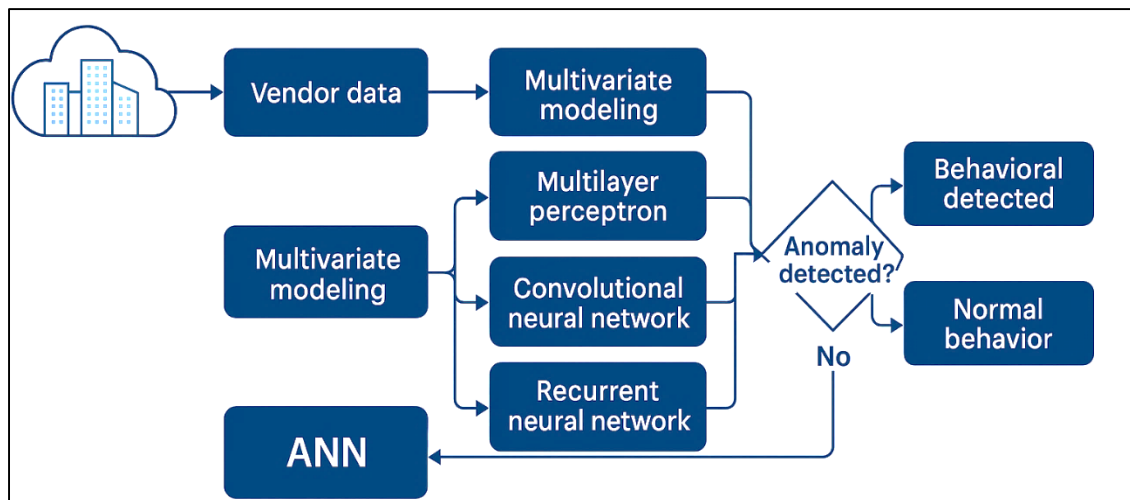 Vendor data
Multivariate
modeling
Multilayer
perceptron
Multivariate
modeling
Convolutional
neural network
Recurrent
neural network
ANN
Anomaly
detected?
No
Behavioral
detected
Normal
behavior